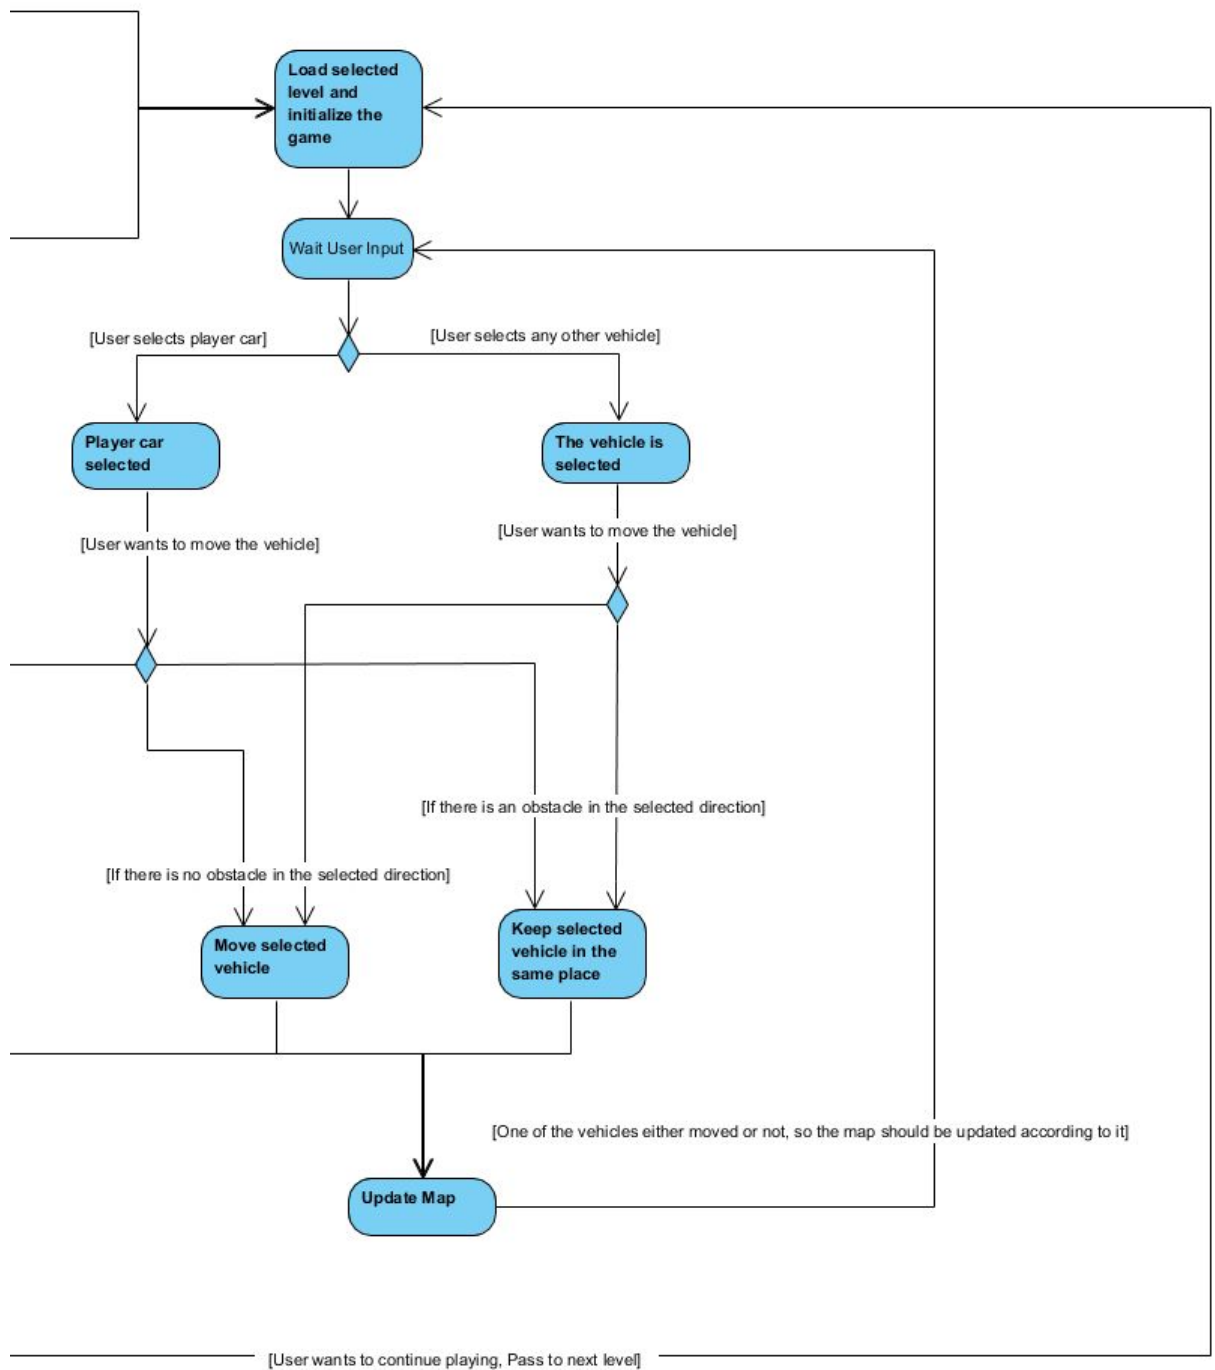 Load selected
level and
initialize the
game
Wait User Input
[User selects player car]
[User selects any other vehicle]
Player car
selected
The vehicle is
selected
[User wants to move the vehicle]
[User wants to move the vehicle]
[If there is an obstacle in the selected direction]
[If there is no obstacle in the selected direction]
Move selected
vehicle
Keep selected
vehicle in the
same place
[One of the vehicles either moved or not, so the map should be updated according to it]
Update Map
[User wants to continue playing, Pass to next level]